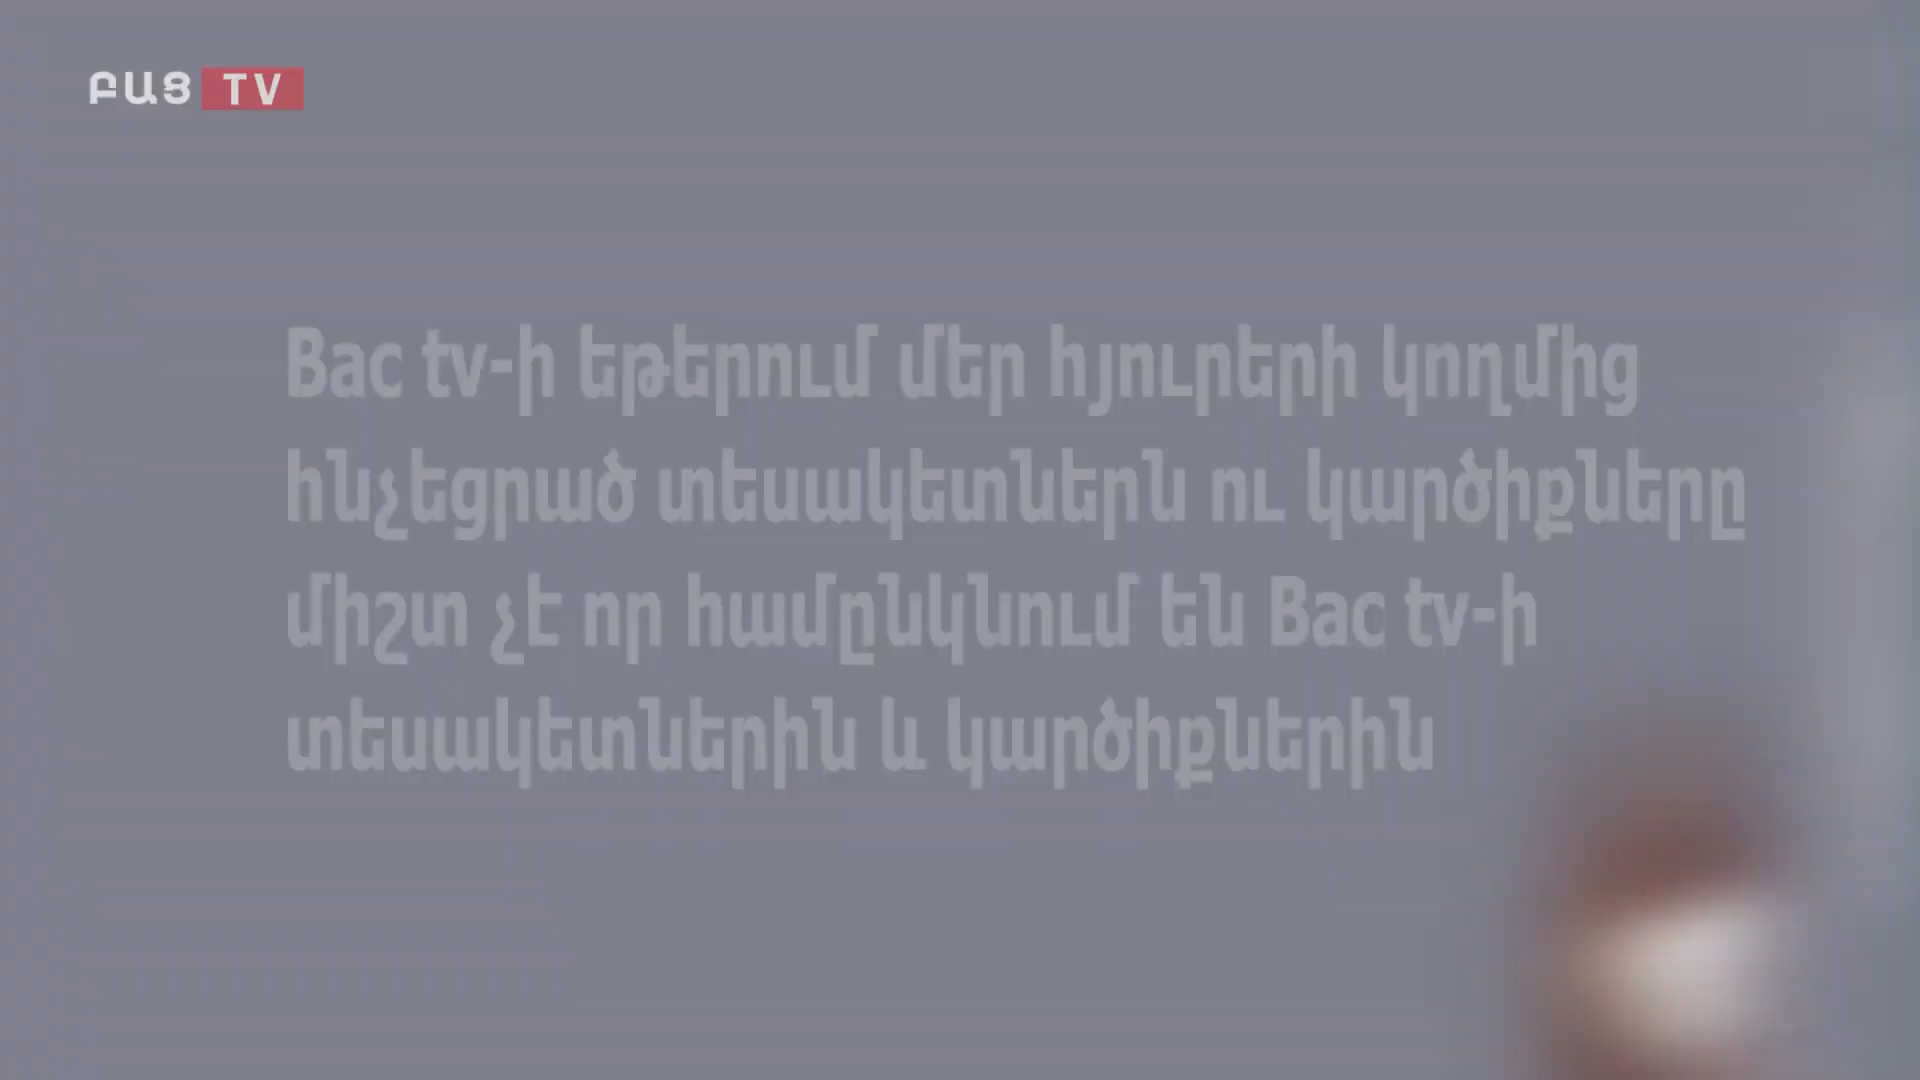 ԲԱՑ TV
Bac tv-ի եթերում մեր հյուրերի կողմից
հնչեցրած տեսակետներն ու կարծիքները
միշտ չէ որ համընկնում են Bac tv-ի
տեսակետներին և կարծիքներին